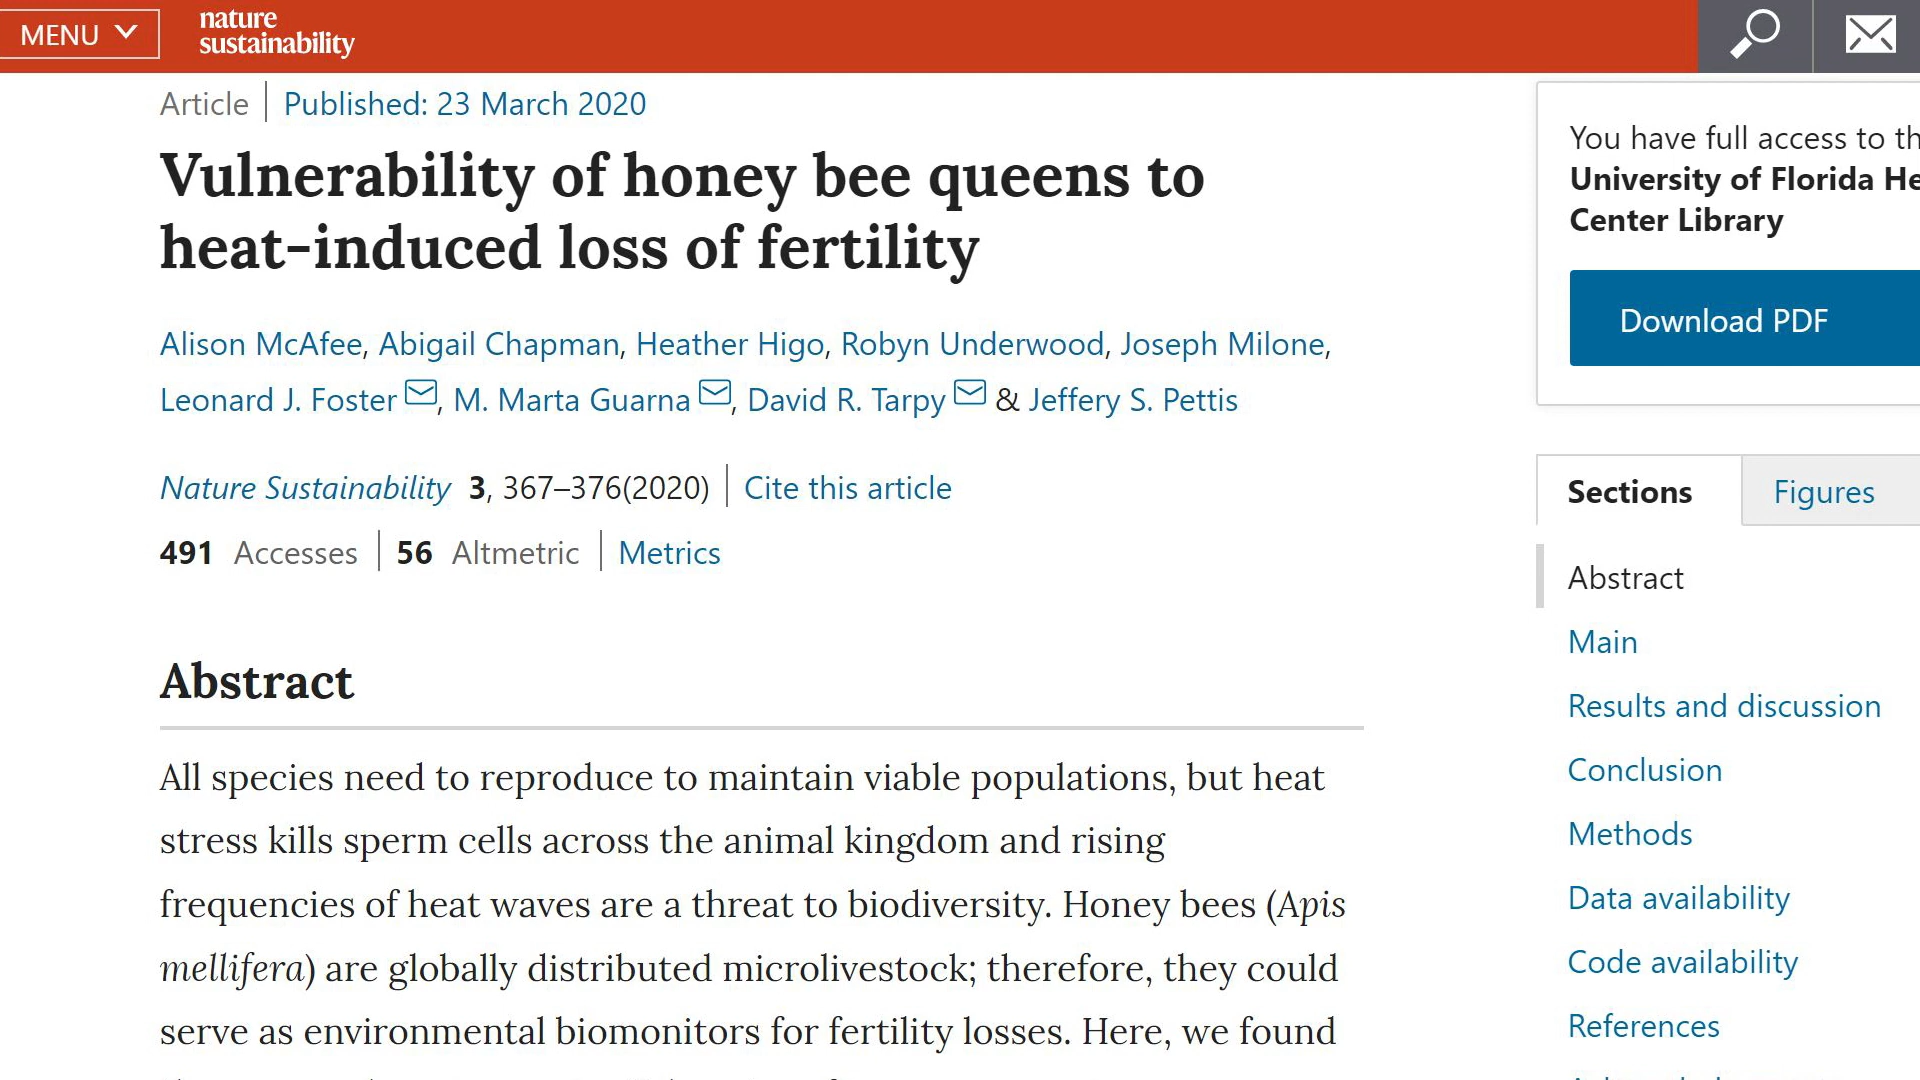 MENU
nature
sustainability
Article Published: 23 March 2020
Vulnerability of honey bee queens to
heat-induced loss of fertility
Alison McAfee, Abigail Chapman, Heather Higo, Robyn Underwood, Joseph Milone,
Leonard J. Foster, M. Marta Guarna, David R. Tarpy & Jeffery S. Pettis
Nature Sustainability 3, 367–376(2020) Cite this article
491 Accesses 56 Altmetric Metrics
Abstract
All species need to reproduce to maintain viable populations, but heat
stress kills sperm cells across the animal kingdom and rising
frequencies of heat waves are a threat to biodiversity. Honey bees (Apis
mellifera) are globally distributed microlivestock; therefore, they could
serve as environmental biomonitors for fertility losses. Here, we found
You have full access to th
University of Florida He
Center Library
Download PDF
Sections Figures
Abstract
Main
Results and discussion
Conclusion
Methods
Data availability
Code availability
References